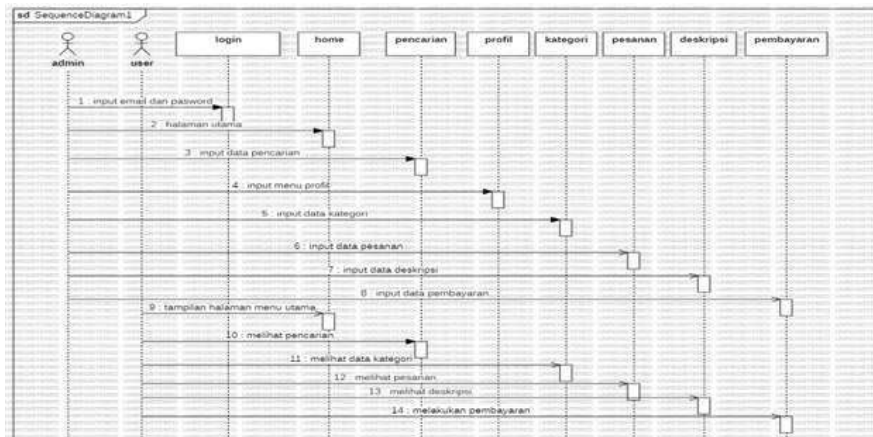 sd SequenceDiagram1
login
home
pencarian
profil
kategori
pesanan
deskripsi
pembayaran
admin
user
1 : input email dan pasword
2 : halaman utama
3 : input data pencarian
4 : input menu profil
5 : input data kategori
6 : input data pesanan
7 : input data deskripsi
8 : input data pembayaran
9 : tampilan halaman menu utama
10 : melihat pencarian
11 : melihat data kategori
12 : melihat pesanan
13 : melihat deskripsi
14 : melakukan pembayaran